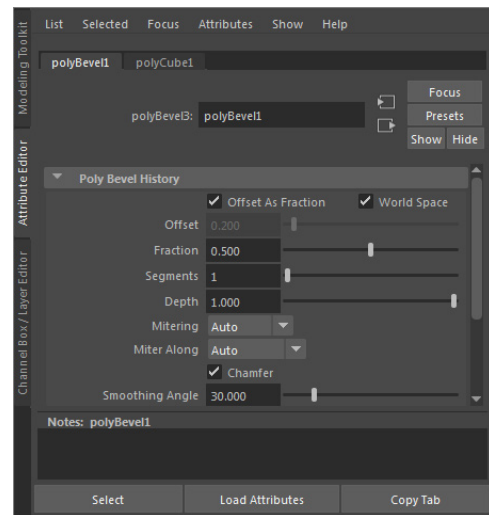 List Selected Focus Attributes Show Help
polyBevel1 polyCube1
Focus
polyBevel3: polyBevel1
Presets
Show Hide
Poly Bevel History
Offset As Fraction World Space
Offset 0.200
Fraction 0.500
Segments 1
Depth 1.000
Mitering Auto
Miter Along Auto
Chamfer
Smoothing Angle 30.000
Notes: polyBevel1
Select Load Attributes Copy Tab
Modeling Toolkit
Attribute Editor
Channel Box / Layer Editor